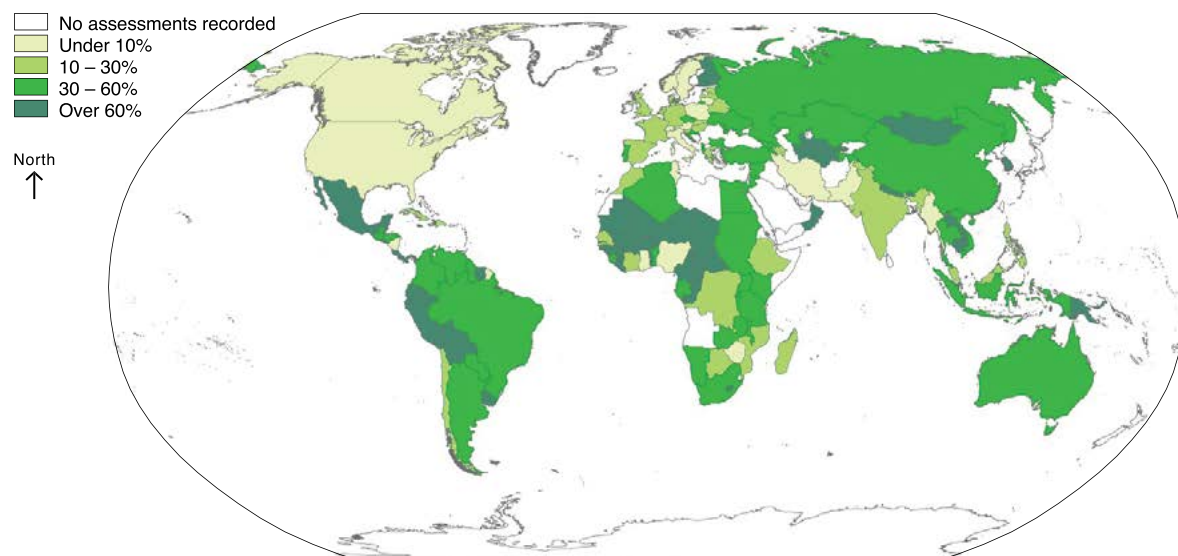 No assessments recorded
Under 10%
10 – 30%
30 – 60%
Over 60%
North